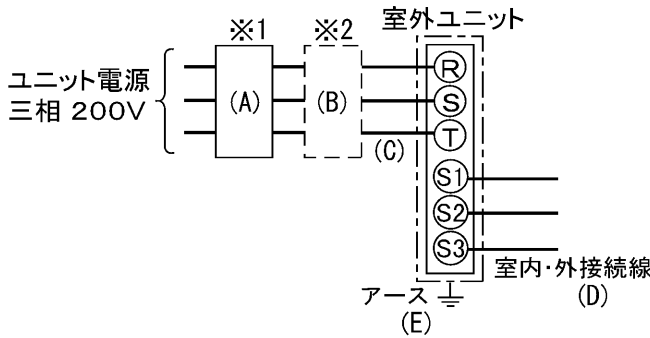 ※1
※2
室外ユニット
ユニット電源
三相 200V
(A)
(B)
(C)
R
S
T
S1
S2
S3
室内・外接続線
(D)
アース
(E)